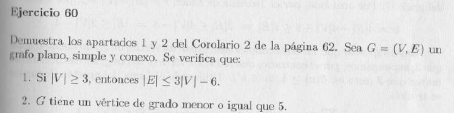 Ejercicio 60
Demuestra los apartados 1 y 2 del Corolario 2 de la página 62. Sea G = (V, E) un
grafo plano, simple y conexo. Se verifica que:
1. Si |V| ≥ 3, entonces |E| ≤ 3|V| − 6.
2. G tiene un vértice de grado menor o igual que 5.